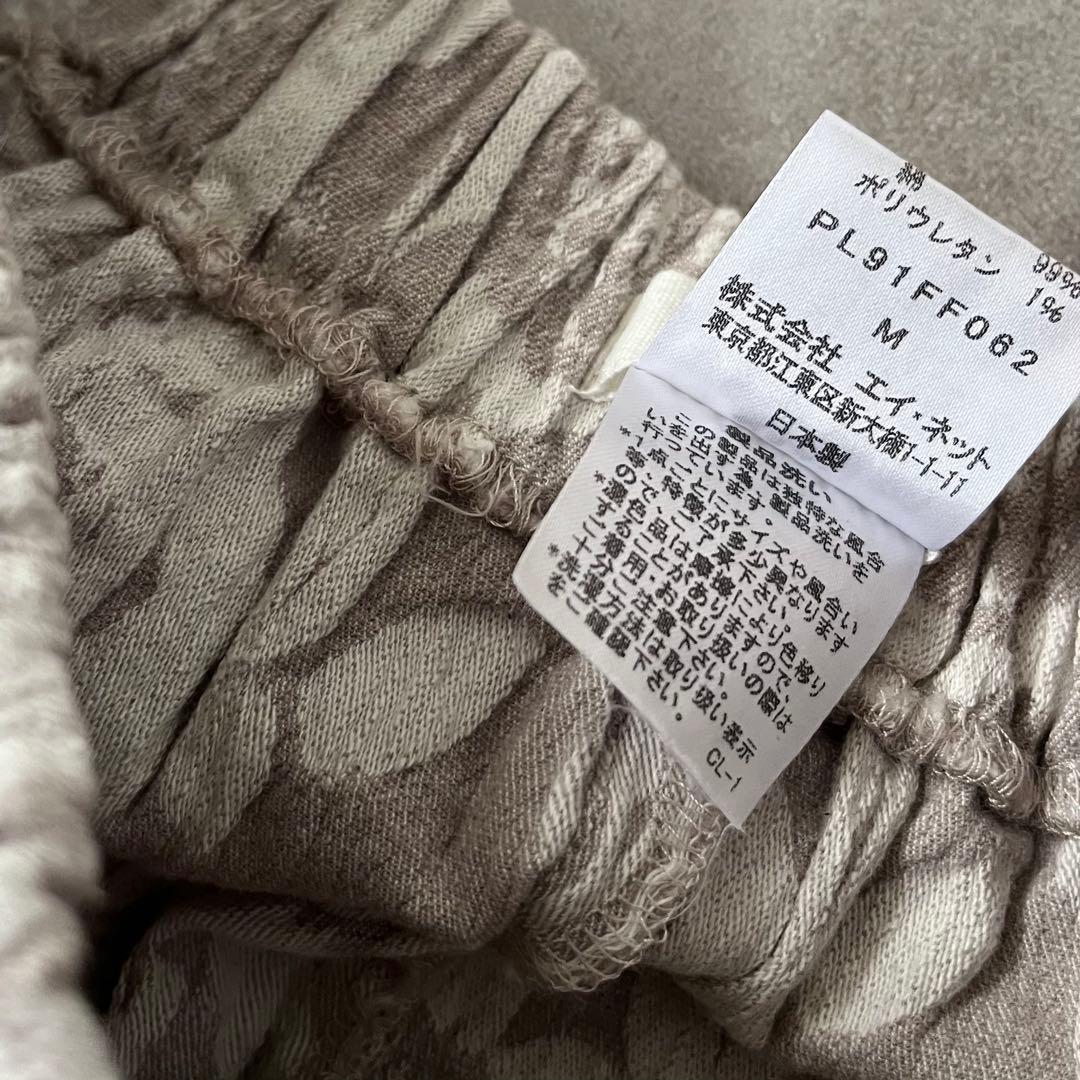 綿 99%
ポリウレタン 1%
PL91FF062
M
株式会社 エイ・ネット
東京都江東区新大橋1-1-11
日本製
製品洗い
この製品は独特な風合
いを出す為、製品洗いを
行っています。
*1点ごとにサイズや風合い
等、特徴が多少異なります
ので、ご了承下さい。
*濃色品は摩擦により色移り
することがありますので、
ご着用・お取り扱いの際は
十分ご注意下さい。
*洗濯方法は取り扱い表示
をご確認下さい。
CL-1